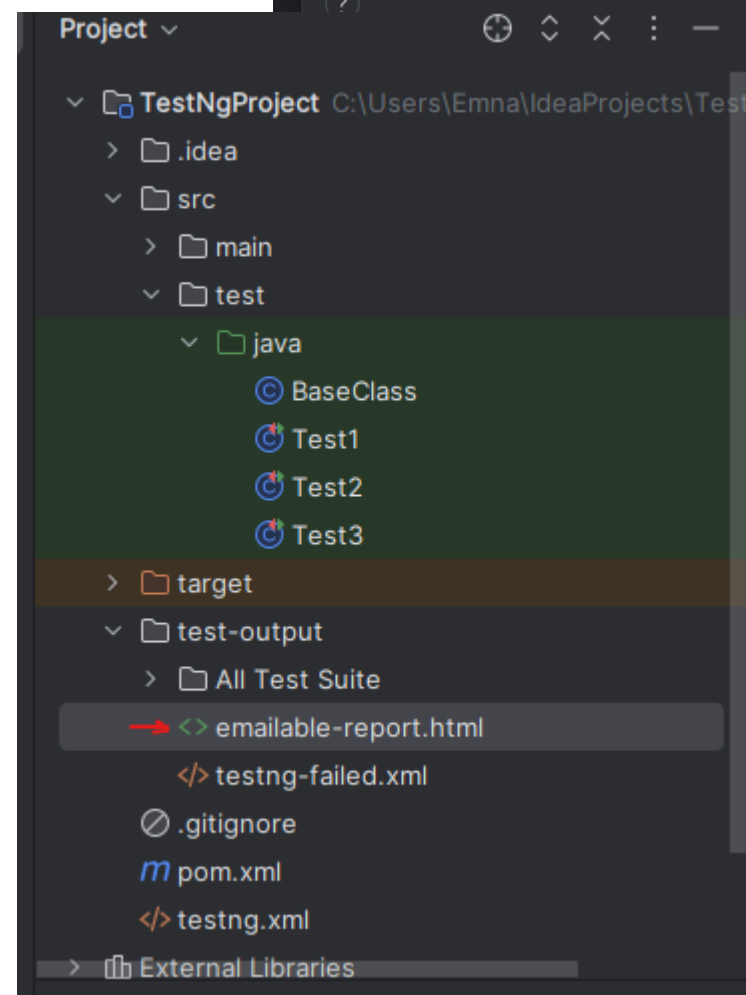 Project
TestNgProject C:\Users\Emna\IdeaProjects\Test
.idea
src
main
test
java
BaseClass
Test1
Test2
Test3
target
test-output
All Test Suite
emailable-report.html
testng-failed.xml
.gitignore
pom.xml
testng.xml
External Libraries